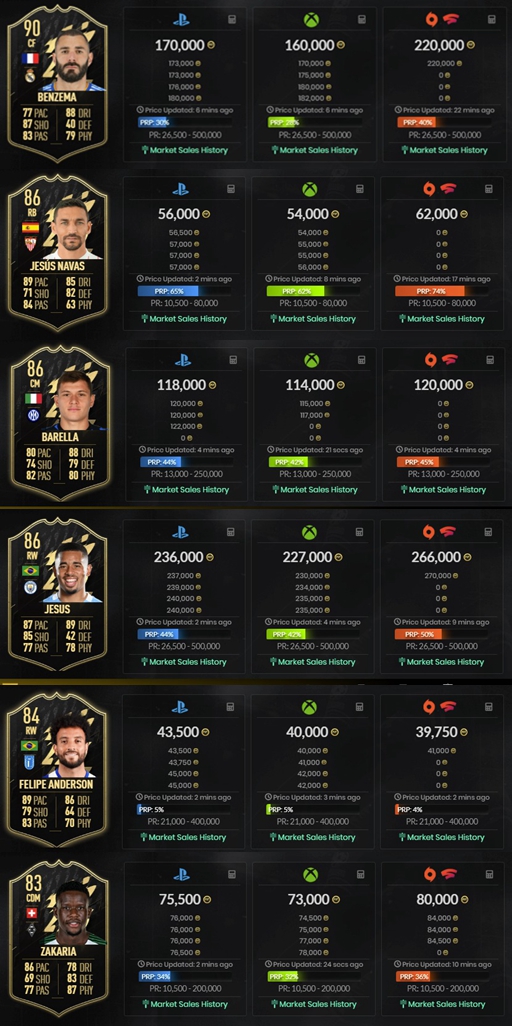 90
CF
BENZEMA
77 PAC 88 DRI
87 SHO 40 DEF
83 PAS 78 PHY
170,000
173,000
173,000
176,000
180,000
Price Updated: 6 mins ago
PRP: 30%
PR: 26,500 - 500,000
Market Sales History
160,000
170,000
175,000
180,000
182,000
Price Updated: 6 mins ago
PRP: 28%
PR: 26,500 - 500,000
Market Sales History
220,000
220,000
0
0
0
Price Updated: 22 mins ago
PRP: 40%
PR: 26,500 - 500,000
Market Sales History
86
RB
JESÚS NAVAS
89 PAC 85 DRI
71 SHO 82 DEF
84 PAS 63 PHY
56,000
56,500
57,000
57,000
57,000
Price Updated: 2 mins ago
PRP: 65%
PR: 10,500 - 80,000
Market Sales History
54,000
54,000
55,000
55,000
56,000
Price Updated: 8 mins ago
PRP: 62%
PR: 10,500 - 80,000
Market Sales History
62,000
0
0
0
0
Price Updated: 17 mins ago
PRP: 74%
PR: 10,500 - 80,000
Market Sales History
86
CM
BARELLA
80 PAC 88 DRI
74 SHO 79 DEF
82 PAS 80 PHY
118,000
120,000
120,000
122,000
0
Price Updated: 4 mins ago
PRP: 44%
PR: 13,000 - 250,000
Market Sales History
114,000
115,000
117,000
0
0
Price Updated: 21 secs ago
PRP: 42%
PR: 13,000 - 250,000
Market Sales History
120,000
0
0
0
0
Price Updated: 4 mins ago
PRP: 45%
PR: 13,000 - 250,000
Market Sales History
86
RW
JESUS
87 PAC 89 DRI
85 SHO 42 DEF
77 PAS 78 PHY
236,000
237,000
239,000
240,000
240,000
Price Updated: 2 mins ago
PRP: 44%
PR: 26,500 - 500,000
Market Sales History
227,000
230,000
234,000
235,000
235,000
Price Updated: 4 mins ago
PRP: 42%
PR: 26,500 - 500,000
Market Sales History
266,000
270,000
0
0
0
Price Updated: 9 mins ago
PRP: 50%
PR: 26,500 - 500,000
Market Sales History
84
RW
FELIPE ANDERSON
89 PAC 86 DRI
79 SHO 64 DEF
83 PAS 70 PHY
43,500
43,500
43,750
45,000
45,000
Price Updated: 2 mins ago
PRP: 5%
PR: 21,000 - 400,000
Market Sales History
40,000
40,000
41,000
42,000
42,000
Price Updated: 3 mins ago
PRP: 5%
PR: 21,000 - 400,000
Market Sales History
39,750
41,000
0
0
0
Price Updated: 2 mins ago
PRP: 4%
PR: 21,000 - 400,000
Market Sales History
83
CDM
ZAKARIA
86 PAC 78 DRI
69 SHO 83 DEF
77 PAS 87 PHY
75,500
76,000
76,000
76,000
76,500
Price Updated: 2 mins ago
PRP: 34%
PR: 10,500 - 200,000
Market Sales History
73,000
74,500
75,000
77,000
78,000
Price Updated: 24 secs ago
PRP: 32%
PR: 10,500 - 200,000
Market Sales History
80,000
84,000
84,000
84,500
0
Price Updated: 10 mins ago
PRP: 36%
PR: 10,500 - 200,000
Market Sales History